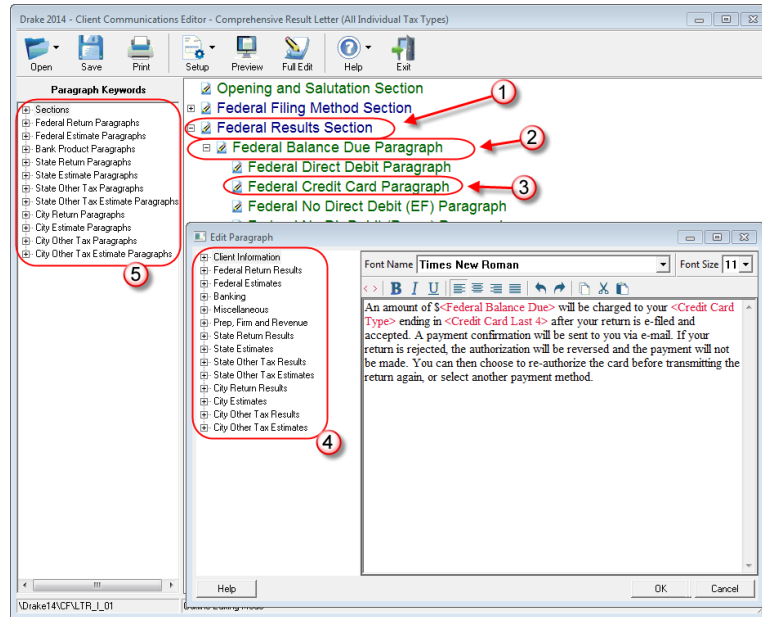 Drake 2014 - Client Communications Editor - Comprehensive Result Letter (All Individual Tax Types)
Open Save Print Setup Preview Full Edit Help Exit
Paragraph Keywords
Sections
Federal Return Paragraphs
Federal Estimate Paragraphs
Bank Product Paragraphs
State Return Paragraphs
State Estimate Paragraphs
State Other Tax Paragraphs
State Other Tax Estimate Paragraphs
City Return Paragraphs
City Estimate Paragraphs
City Other Tax Paragraphs
City Other Tax Estimate Paragraphs
5
Opening and Salutation Section
Federal Filing Method Section
Federal Results Section
Federal Balance Due Paragraph
Federal Direct Debit Paragraph
Federal Credit Card Paragraph
Federal No Direct Debit (EF) Paragraph
1
2
3
Edit Paragraph
Client Information
Federal Return Results
Federal Estimates
Banking
Miscellaneous
Prep, Firm and Revenue
State Return Results
State Estimates
State Other Tax Results
State Other Tax Estimates
City Return Results
City Estimates
City Other Tax Results
City Other Tax Estimates
4
Font Name Times New Roman Font Size 11
<> B I U
An amount of $<Federal Balance Due> will be charged to your <Credit Card
Type> ending in <Credit Card Last 4> after your return is e-filed and
accepted. A payment confirmation will be sent to you via e-mail. If your
return is rejected, the authorization will be reversed and the payment will not
be made. You can then choose to re-authorize the card before transmitting the
return again, or select another payment method.
Help OK Cancel
\Drake14\CF\LTR_I_01